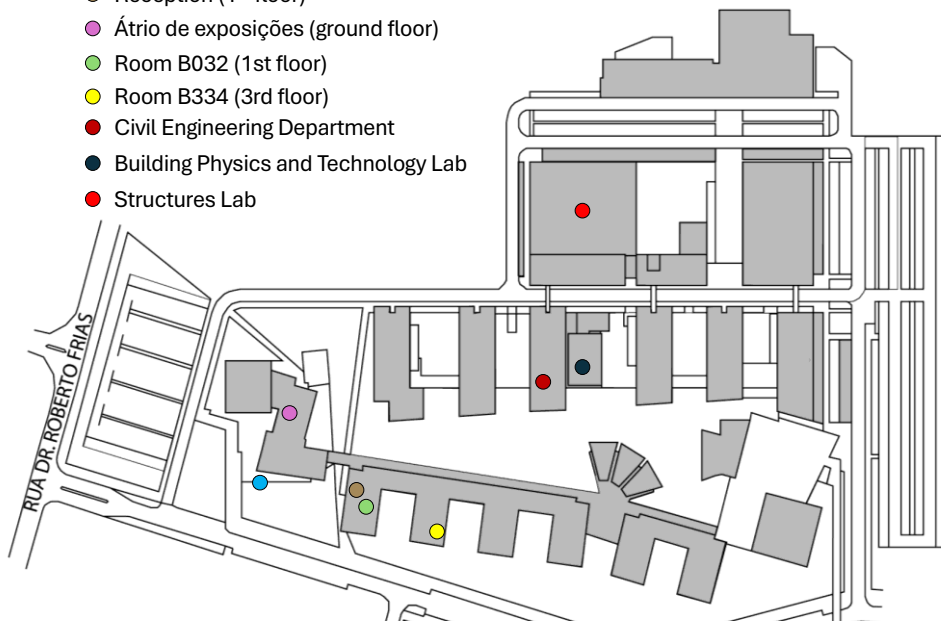 Átrio de exposições (ground floor)
Room B032 (1st floor)
Room B334 (3rd floor)
Civil Engineering Department
Building Physics and Technology Lab
Structures Lab
RUA DR. ROBERTO FRIAS